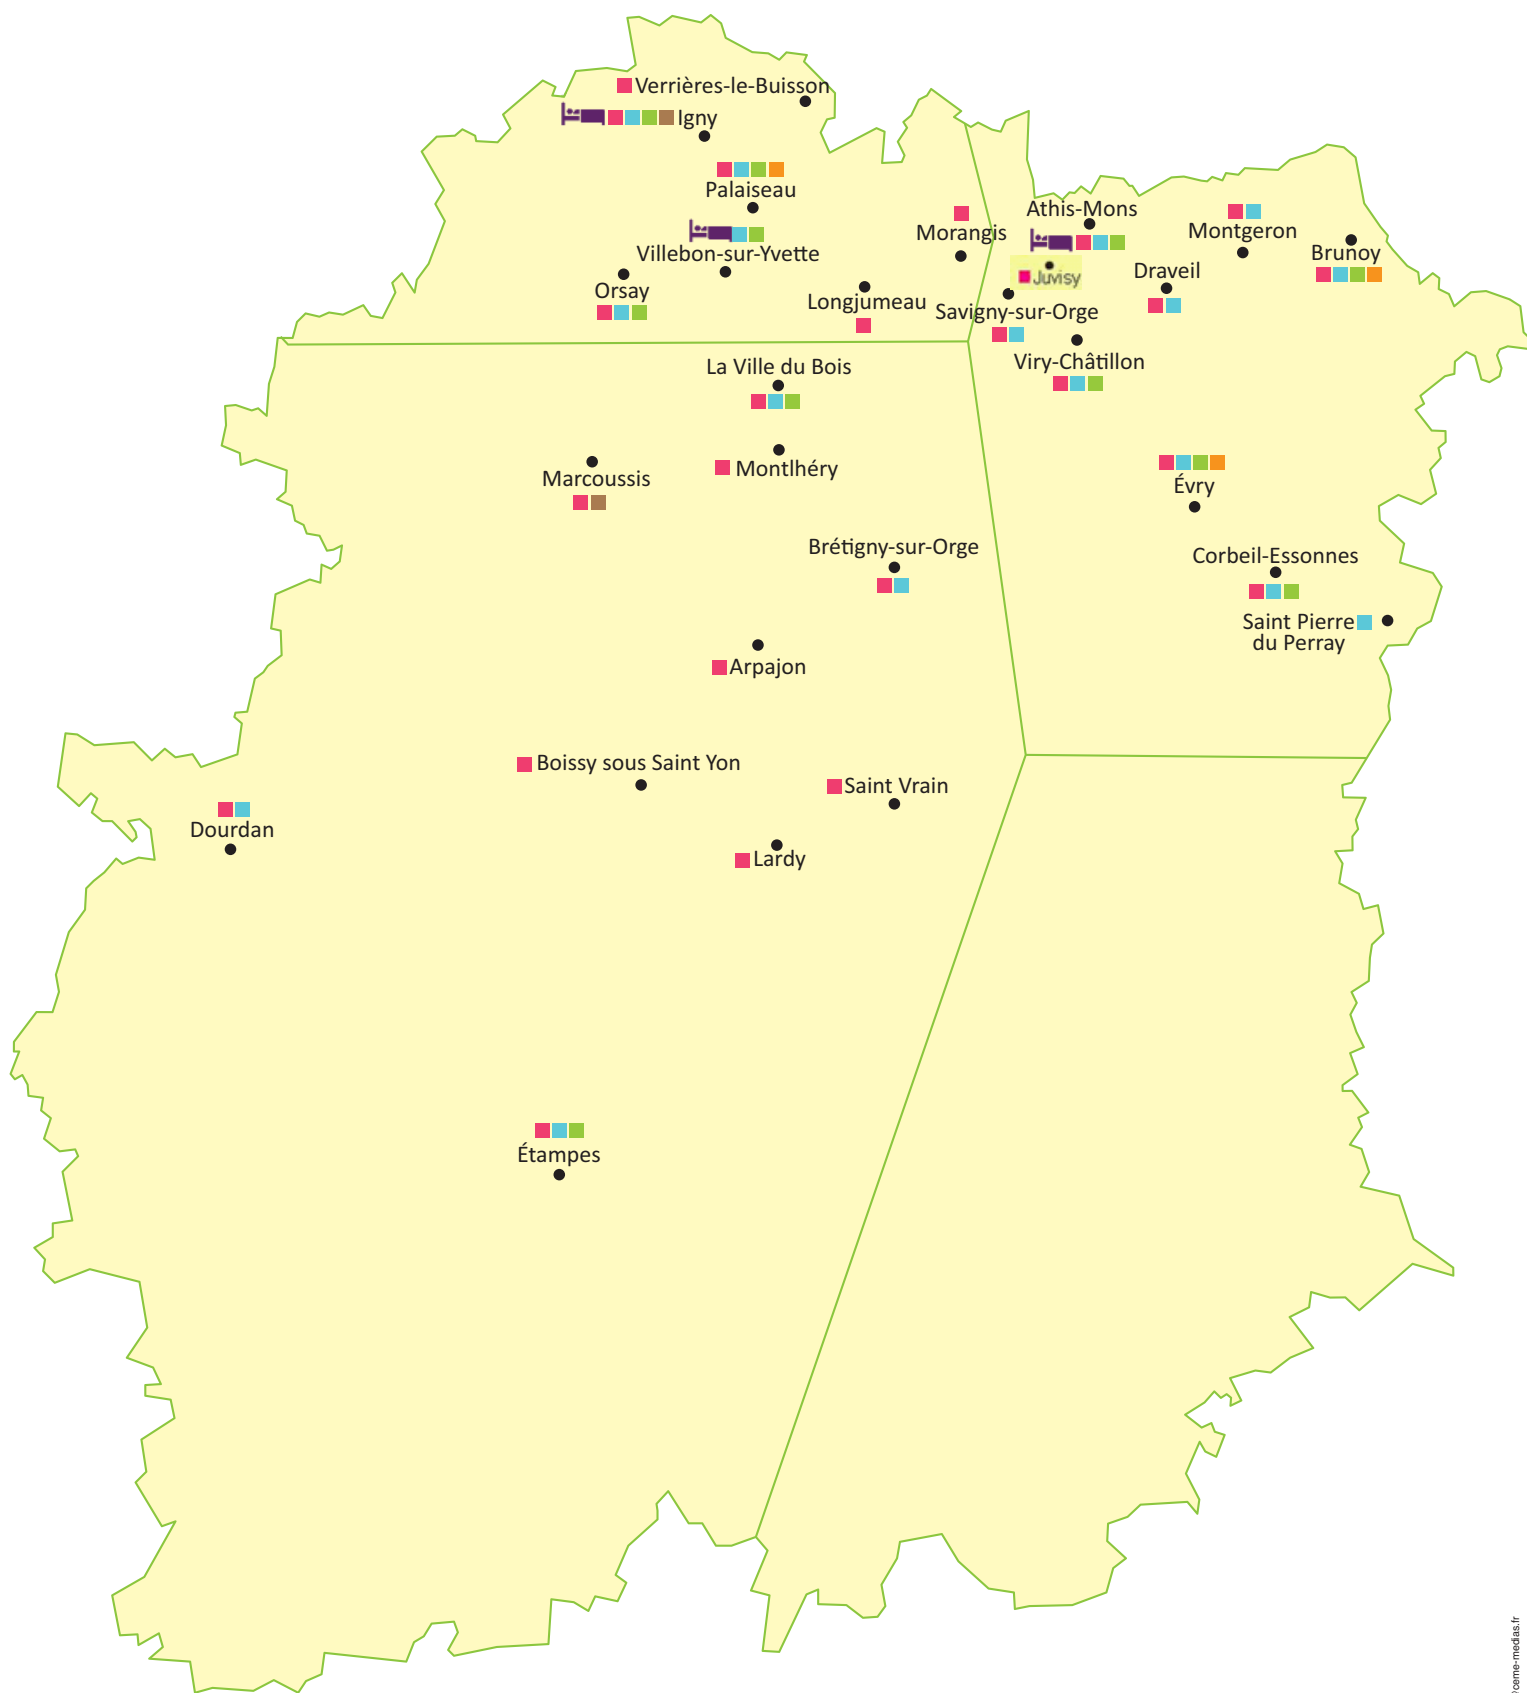 Verrières-le-Buisson
Igny
Palaiseau
Athis-Mons
Morangis
Montgeron
Villebon-sur-Yvette
Brunoy
Juvisy
Draveil
Orsay
Longjumeau
Savigny-sur-Orge
Viry-Châtillon
La Ville du Bois
Montlhéry
Marcoussis
Évry
Brétigny-sur-Orge
Corbeil-Essonnes
Saint Pierre
du Perray
Arpajon
Boissy sous Saint Yon
Saint Vrain
Dourdan
Lardy
Étampes